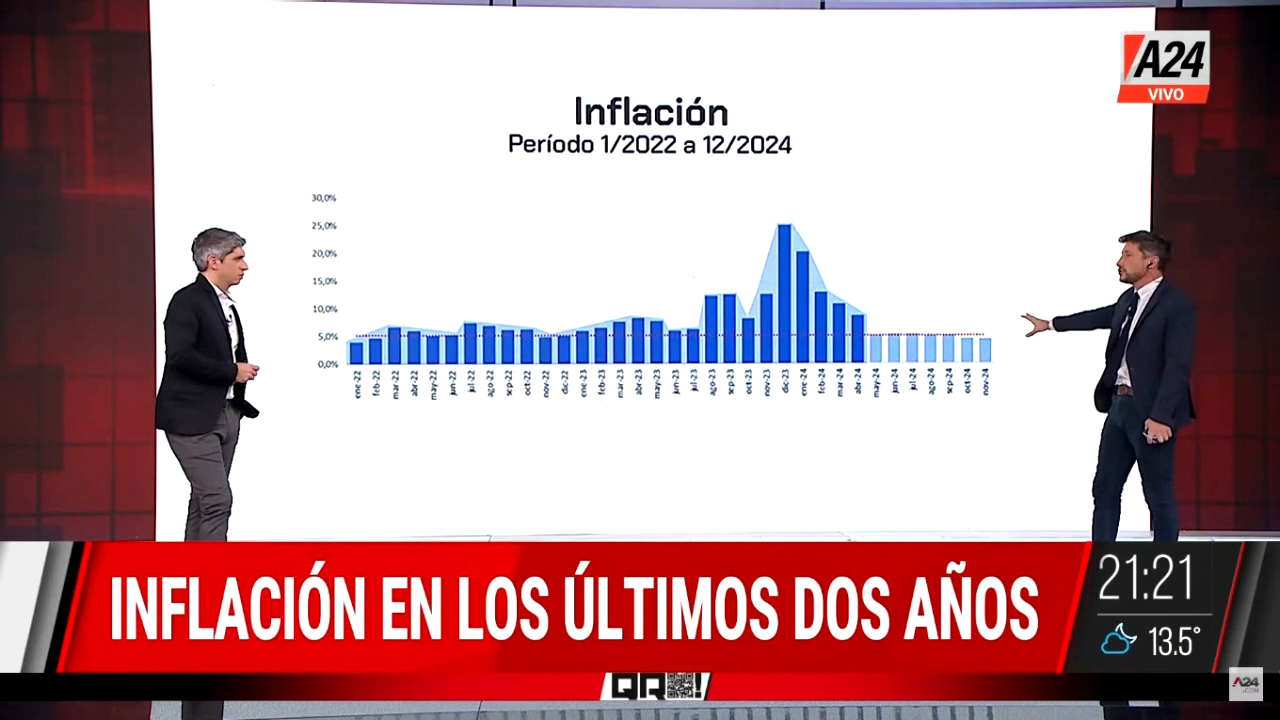 A24
VIVO
Inflación
Período 1/2022 a 12/2024
30,0%
25,0%
20,0%
15,0%
10,0%
5,0%
0,0%
ene-22
feb-22
mar-22
abr-22
may-22
jun-22
jul-22
ago-22
sep-22
oct-22
nov-22
dic-22
ene-23
feb-23
mar-23
abr-23
may-23
jun-23
jul-23
ago-23
sep-23
oct-23
nov-23
dic-23
ene-24
feb-24
mar-24
abr-24
may-24
jun-24
jul-24
ago-24
sep-24
oct-24
nov-24
INFLACIÓN EN LOS ÚLTIMOS DOS AÑOS
21:21
13.5°
QR!
A24
.COM